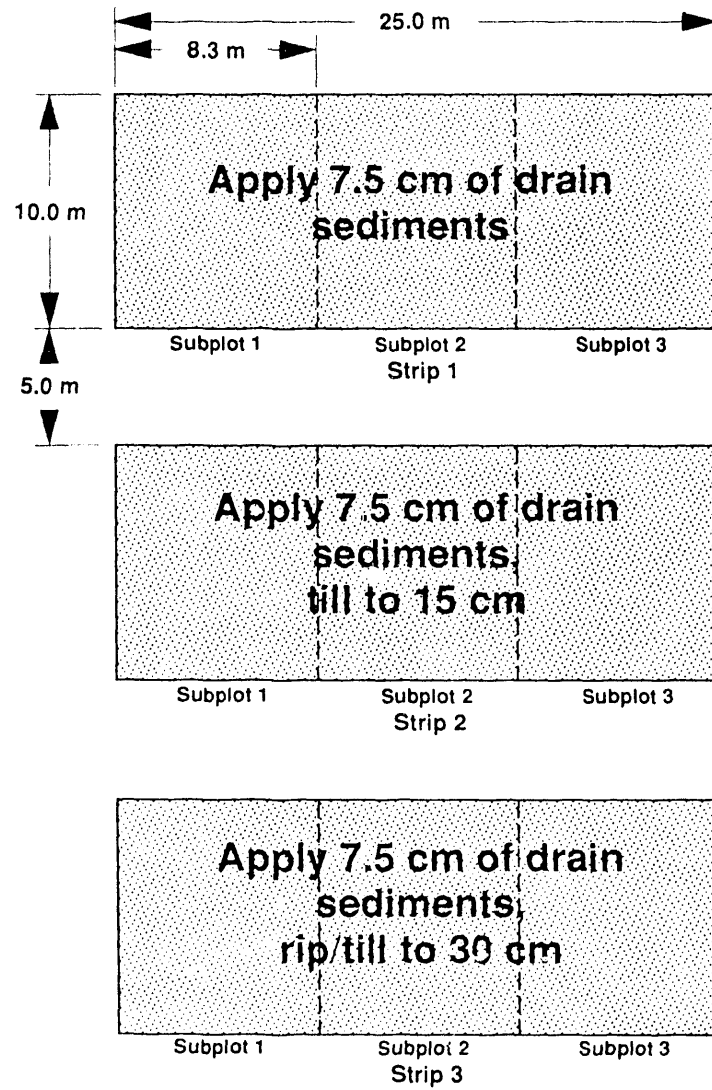 25.0 m
8.3 m
Apply 7.5 cm of drain
sediments
10.0 m
Subplot 1 Subplot 2 Subplot 3
Strip 1
5.0 m
Apply 7.5 cm of drain
sediments,
till to 15 cm
Subplot 1 Subplot 2 Subplot 3
Strip 2
Apply 7.5 cm of drain
sediments,
rip/till to 30 cm
Subplot 1 Subplot 2 Subplot 3
Strip 3